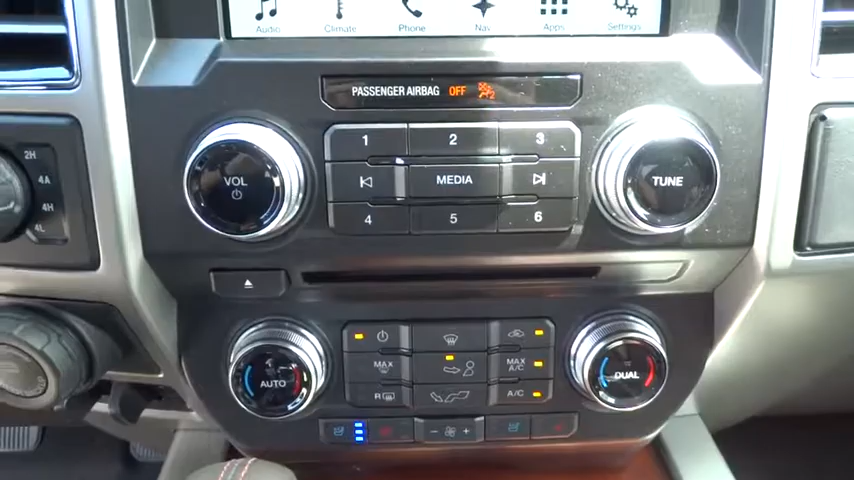 Audio Climate Phone Nav Apps Settings
PASSENGER AIRBAG OFF
1 2 3
VOL
MEDIA
TUNE
4 5 6
2H
4A
4H
4L
MAX
MAX A/C
AUTO
DUAL
R
A/C
- +